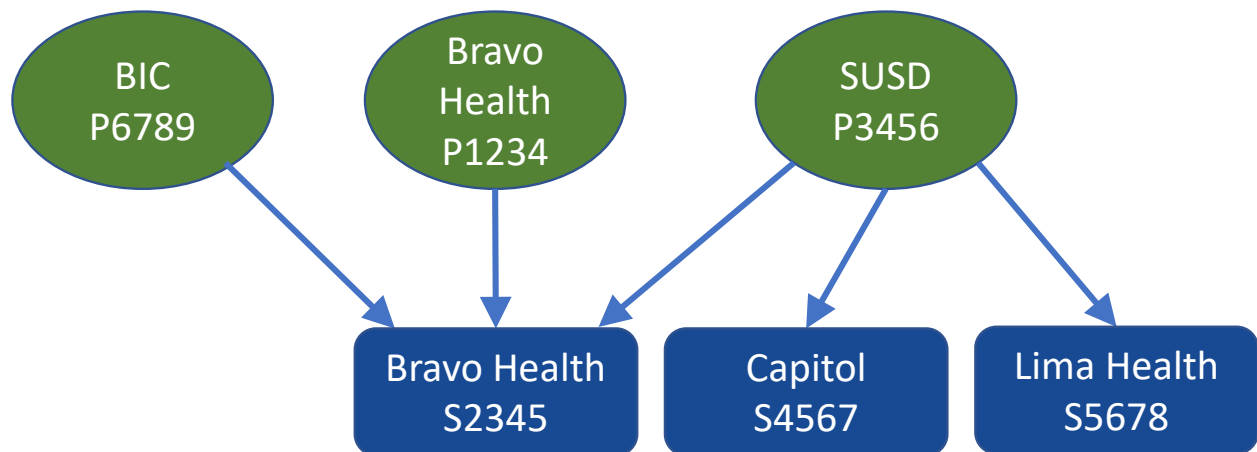 BIC
P6789
Bravo
Health
P1234
SUSD
P3456
Bravo Health
S2345
Capitol
S4567
Lima Health
S5678